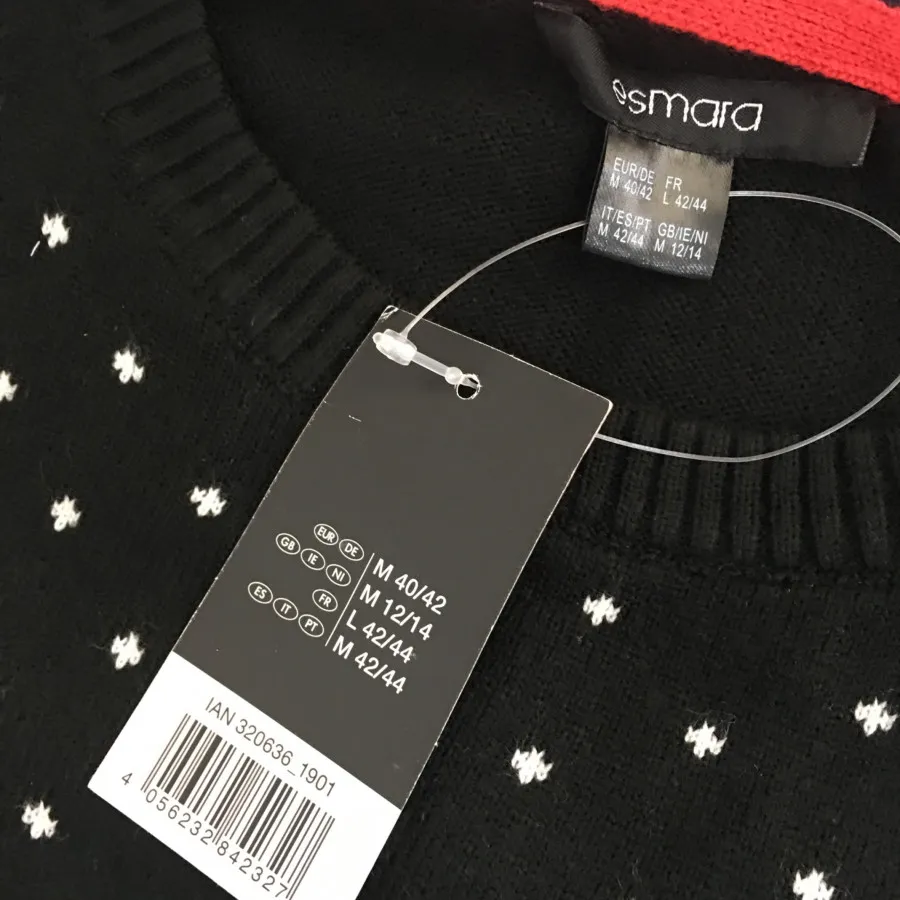 esmara
EUR/DE FR
M 40/42 L 42/44
IT/ES/PT GB/IE/NI
M 42/44 M 12/14
EUR DE M 40/42
GB IE NI M 12/14
FR L 42/44
ES IT PT M 42/44
IAN 320636_1901
4 056232 842327